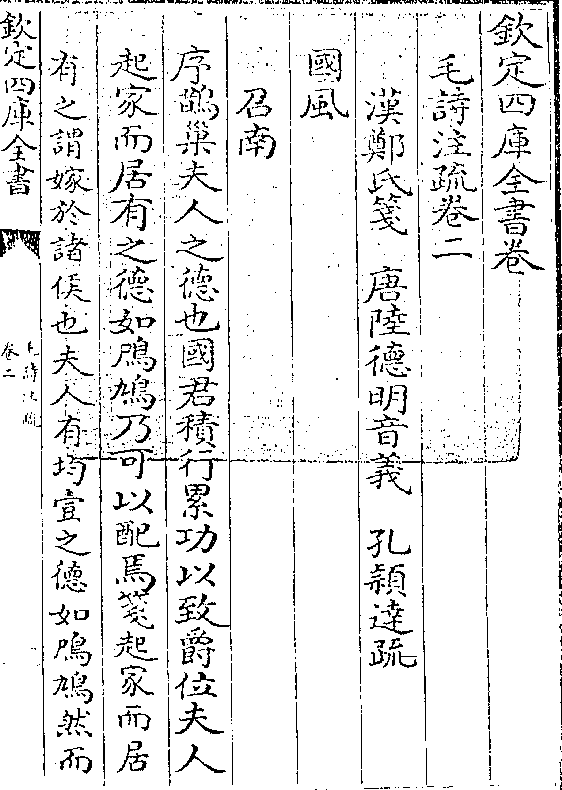 欽定四庫全書卷
毛詩注疏卷二
漢鄭氏箋　唐陸德明音義　孔穎達疏
國風
召南
序鵲巢夫人之德也國君積行累功以致爵位夫人
起家而居有之德如鳲鳩乃可以配焉箋起家而居
有之謂嫁於諸侯也夫人有均壹之德如鳲鳩然而
欽定四庫全書
毛詩注疏
卷二